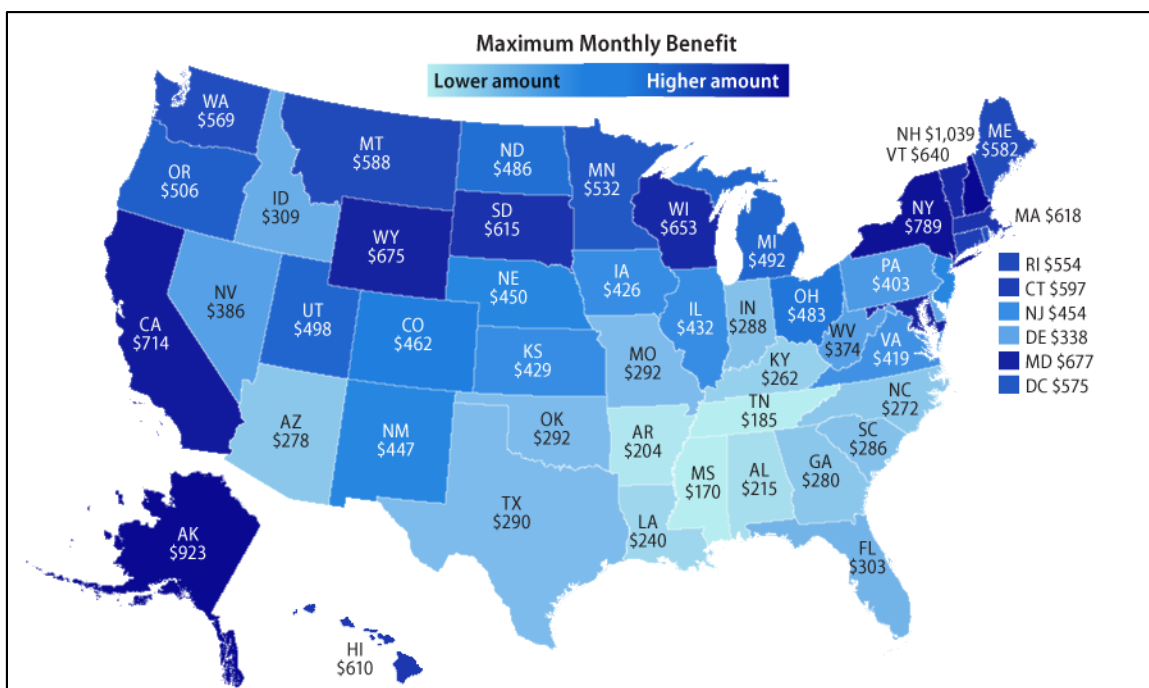 Maximum Monthly Benefit
Lower amount
Higher amount
WA
$569
MT
$588
ND
$486
MN
$532
NH $1,039
VT $640
ME
$582
OR
$506
ID
$309
SD
$615
WI
$653
NY
$789
MA $618
WY
$675
MI
$492
RI $554
CT $597
NJ $454
DE $338
MD $677
DC $575
NE
$450
IA
$426
PA
$403
NV
$386
UT
$498
CO
$462
IL
$432
IN
$288
OH
$483
WV
$374
VA
$419
CA
$714
KS
$429
MO
$292
KY
$262
TN
$185
NC
$272
AZ
$278
NM
$447
OK
$292
AR
$204
SC
$286
MS
$170
AL
$215
GA
$280
TX
$290
LA
$240
FL
$303
AK
$923
HI
$610